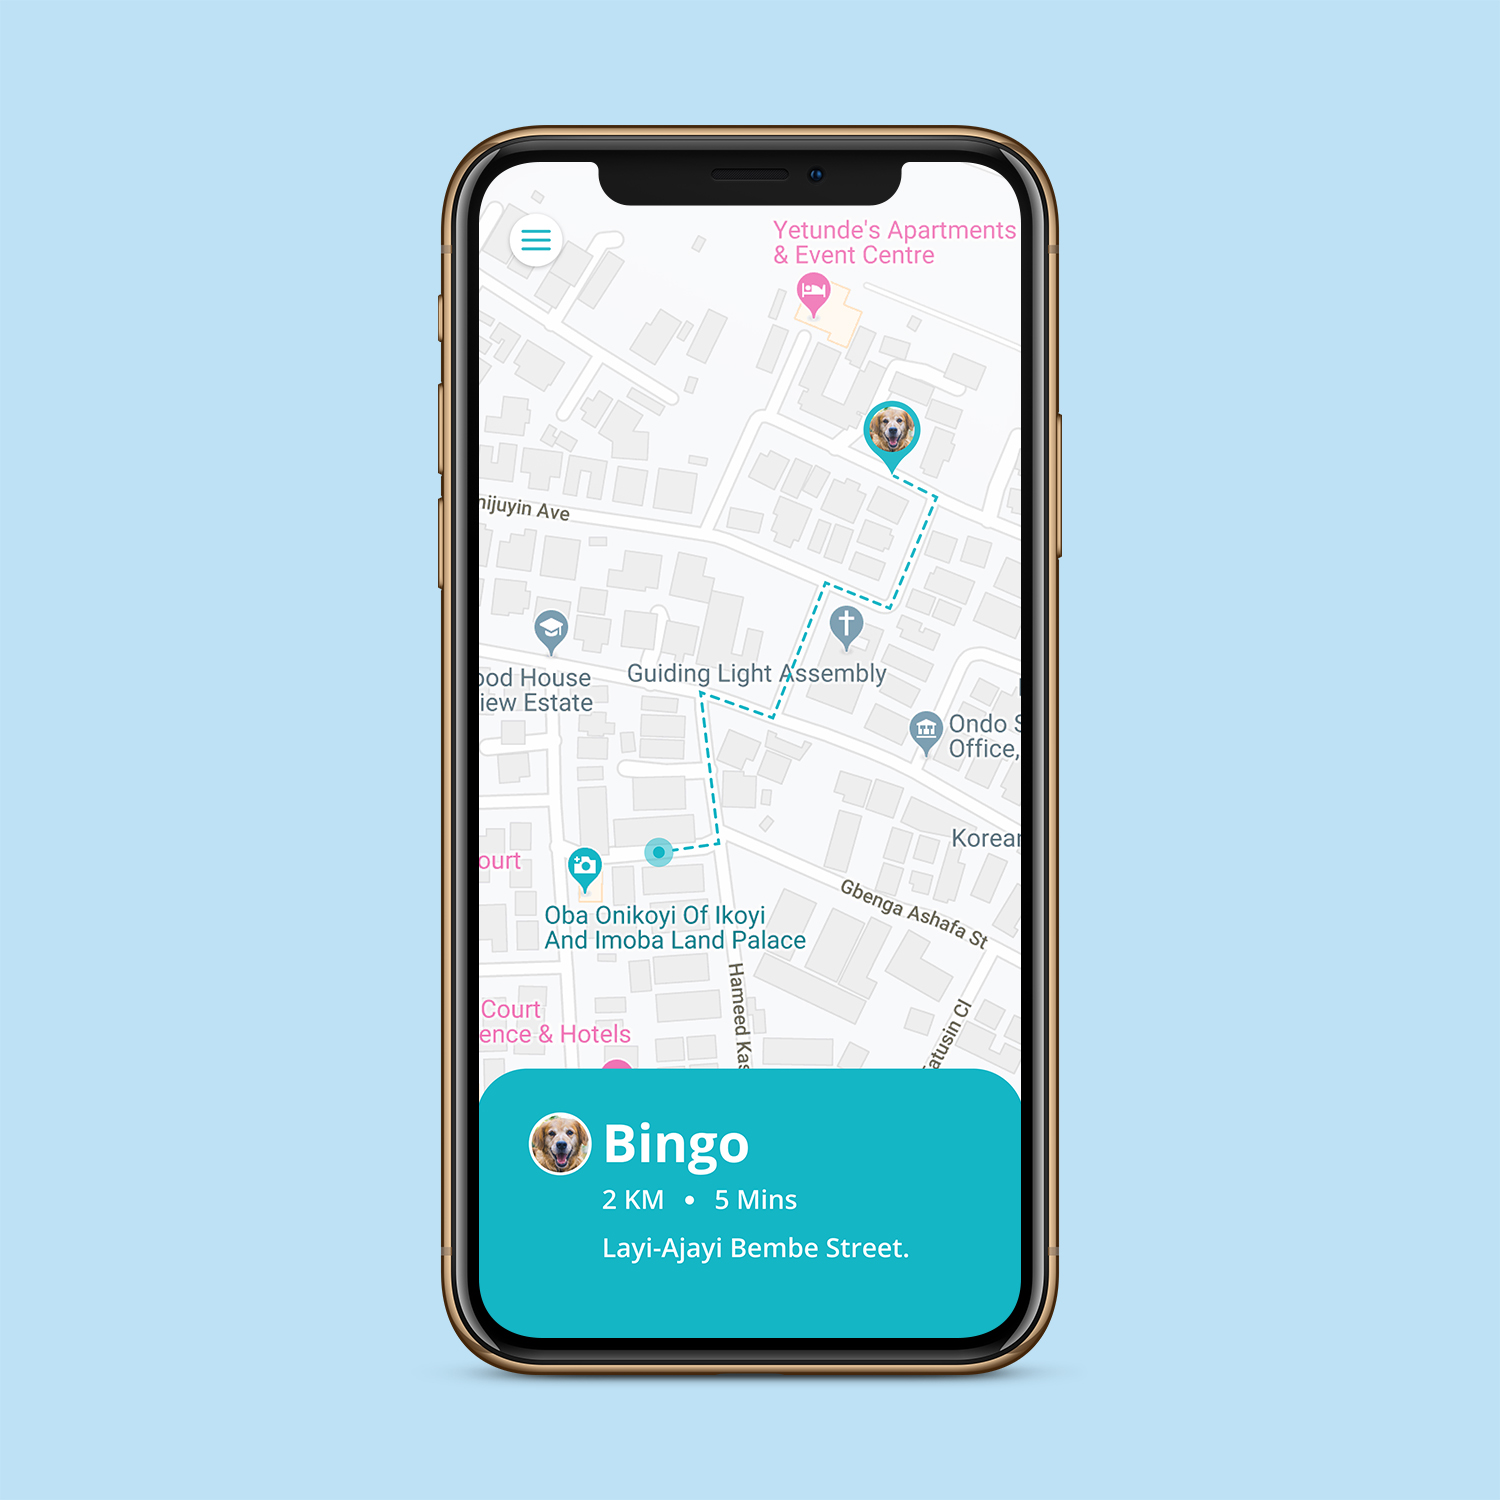 Yetunde's Apartments
& Event Centre
nijuyin Ave
ood House
iew Estate
Guiding Light Assembly
Ondo S
Office,
Korean
ourt
Oba Onikoyi Of Ikoyi
And Imoba Land Palace
Gbenga Ashafa St
Hameed Kas
Court
ence & Hotels
Fatusin Cl
Bingo
2 KM • 5 Mins
Layi-Ajayi Bembe Street.